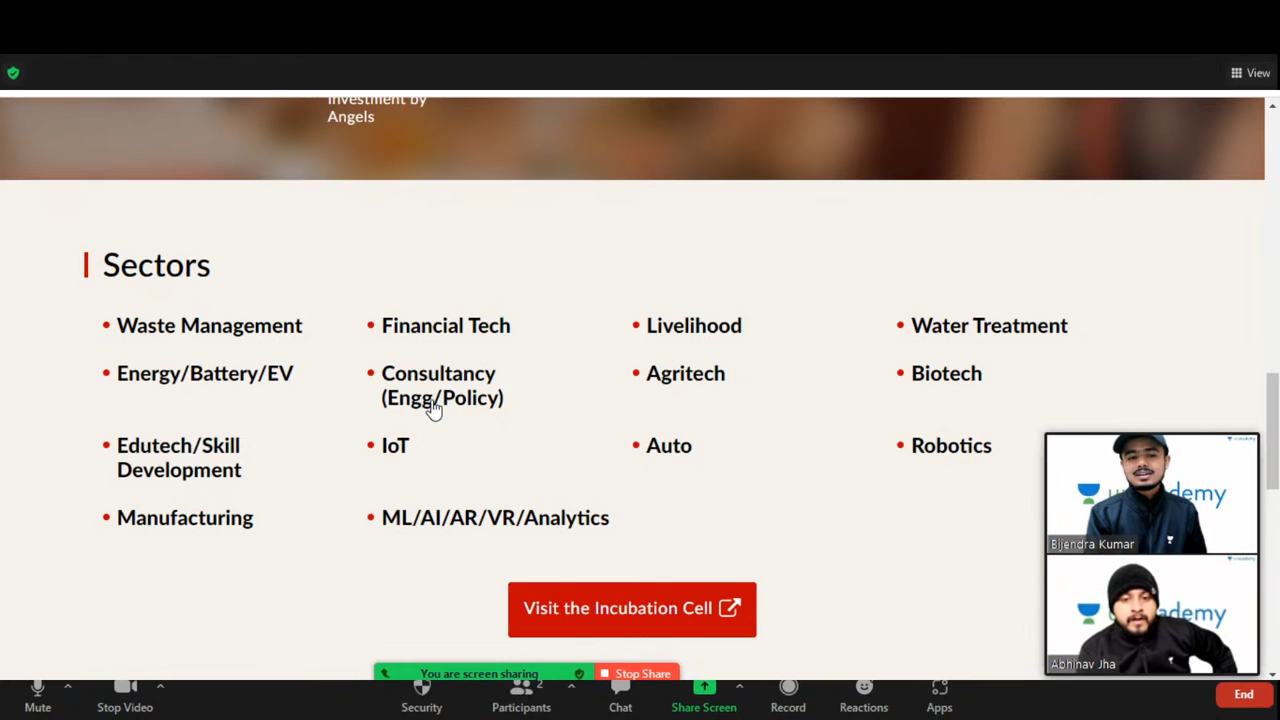 View
Investment by
Angels
Sectors
Waste Management
Financial Tech
Livelihood
Water Treatment
Energy/Battery/EV
Consultancy
(Engg/Policy)
Agritech
Biotech
Edutech/Skill
Development
IoT
Auto
Robotics
Manufacturing
ML/AI/AR/VR/Analytics
Visit the Incubation Cell
Bijendra Kumar
Abhinav Jha
You are screen sharing
Stop Share
Mute
Stop Video
Security
2
Participants
Chat
Share Screen
Record
Reactions
Apps
End